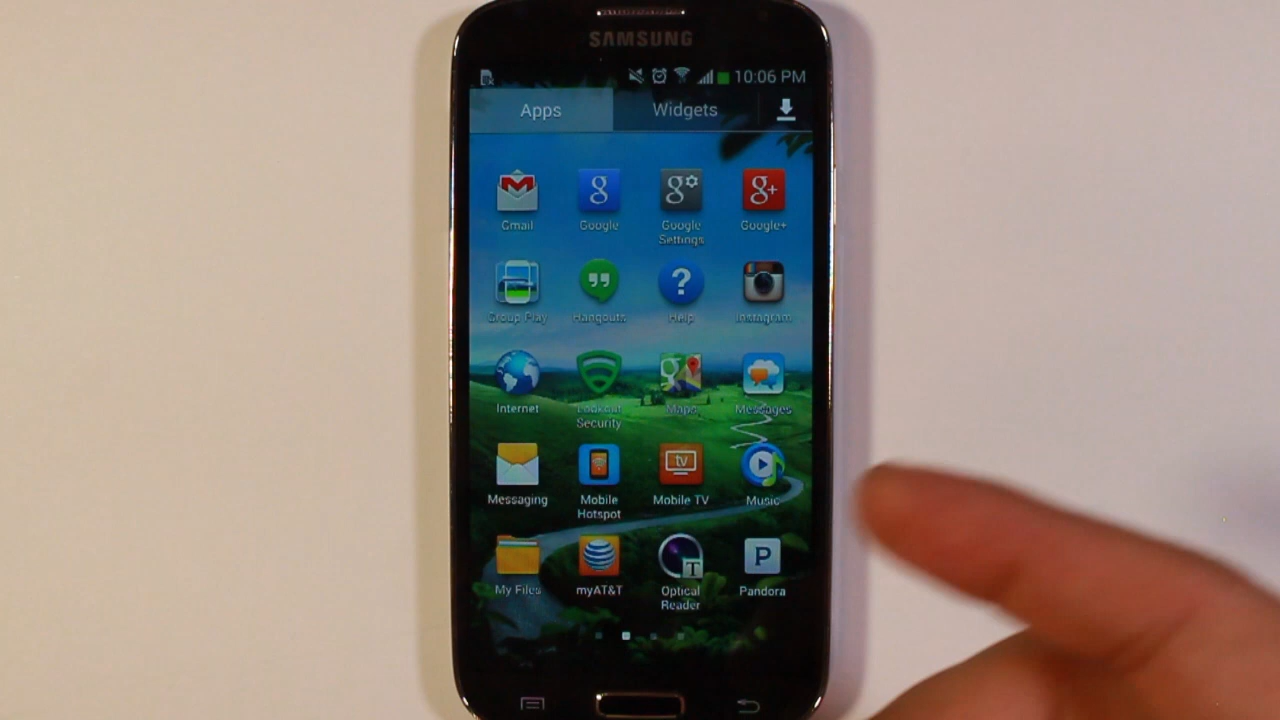 SAMSUNG
10:06 PM
Apps Widgets
g g g+
Gmail Google Google Settings Google+
Group Play Hangouts Help Instagram
Internet Lookout Security Maps Messages
tv
Messaging Mobile Hotspot Mobile TV Music
T P
My Files myAT&T Optical Reader Pandora